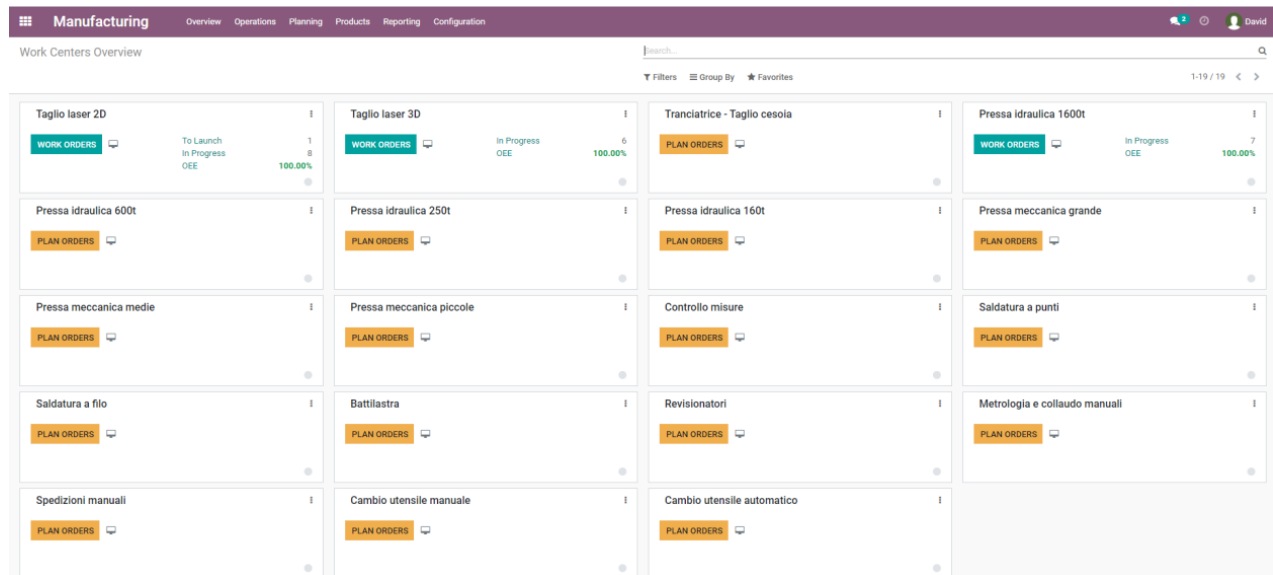 Manufacturing Overview Operations Planning Products Reporting Configuration 2 David
Work Centers Overview Search...
Filters Group By Favorites 1-19 / 19
Taglio laser 2D
WORK ORDERS To Launch 1
In Progress 8
OEE 100.00%
Taglio laser 3D
WORK ORDERS In Progress 6
OEE 100.00%
Tranciatrice - Taglio cesoia
PLAN ORDERS
Pressa idraulica 1600t
WORK ORDERS In Progress 7
OEE 100.00%
Pressa idraulica 600t
PLAN ORDERS
Pressa idraulica 250t
PLAN ORDERS
Pressa idraulica 160t
PLAN ORDERS
Pressa meccanica grande
PLAN ORDERS
Pressa meccanica medie
PLAN ORDERS
Pressa meccanica piccole
PLAN ORDERS
Controllo misure
PLAN ORDERS
Saldatura a punti
PLAN ORDERS
Saldatura a filo
PLAN ORDERS
Battilastra
PLAN ORDERS
Revisionatori
PLAN ORDERS
Metrologia e collaudo manuali
PLAN ORDERS
Spedizioni manuali
PLAN ORDERS
Cambio utensile manuale
PLAN ORDERS
Cambio utensile automatico
PLAN ORDERS